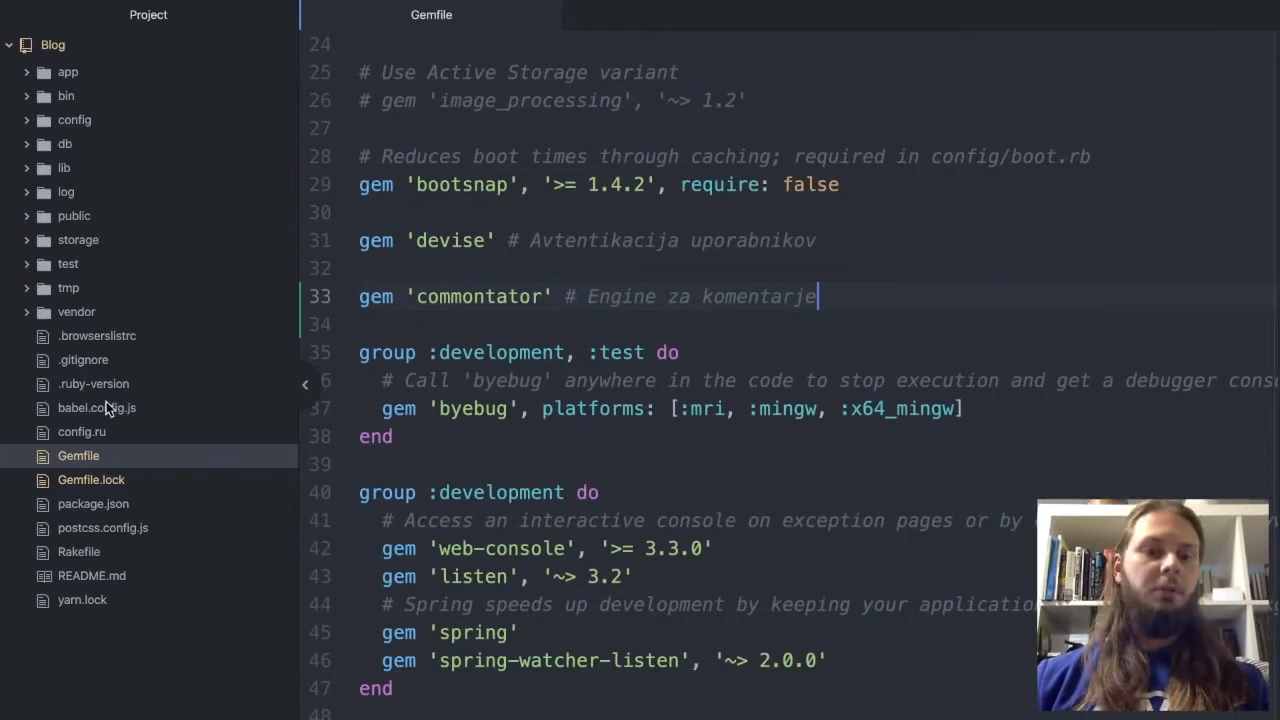 Project
Gemfile
Blog
app
bin
config
db
lib
log
public
storage
test
tmp
vendor
.browserslistrc
.gitignore
.ruby-version
babel.config.js
config.ru
Gemfile
Gemfile.lock
package.json
postcss.config.js
Rakefile
README.md
yarn.lock
24
25 # Use Active Storage variant
26 # gem 'image_processing', '~> 1.2'
27
28 # Reduces boot times through caching; required in config/boot.rb
29 gem 'bootsnap', '>= 1.4.2', require: false
30
31 gem 'devise' # Avtentikacija uporabnikov
32
33 gem 'commontator' # Engine za komentarje
34
35 group :development, :test do
6 # Call 'byebug' anywhere in the code to stop execution and get a debugger cons
37 gem 'byebug', platforms: [:mri, :mingw, :x64_mingw]
38 end
39
40 group :development do
41 # Access an interactive console on exception pages or by
42 gem 'web-console', '>= 3.3.0'
43 gem 'listen', '~> 3.2'
44 # Spring speeds up development by keeping your application
45 gem 'spring'
46 gem 'spring-watcher-listen', '~> 2.0.0'
47 end
48